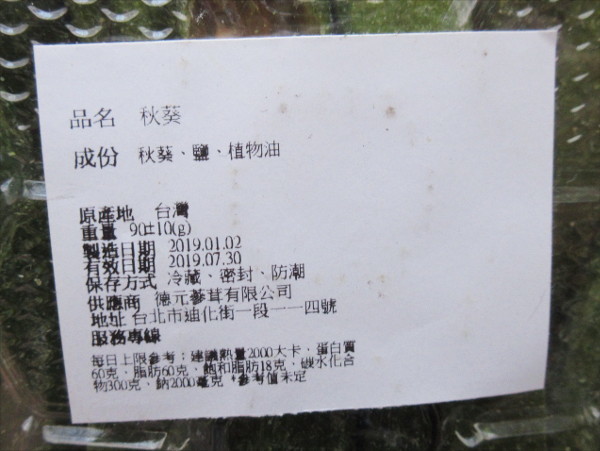 品名 秋葵
成份 秋葵、鹽、植物油
原產地 台灣
重量 90±10(g)
製造日期 2019.01.02
有效日期 2019.07.30
保存方式 冷藏、密封、防潮
供應商 德元蔘茸有限公司
地址 台北市迪化街一段一一四號
服務專線
每日上限參考:建議熱量2000大卡、蛋白質
60克、脂肪60克、飽和脂肪18克、碳水化合
物300克、鈉2000毫克 *參考值未定